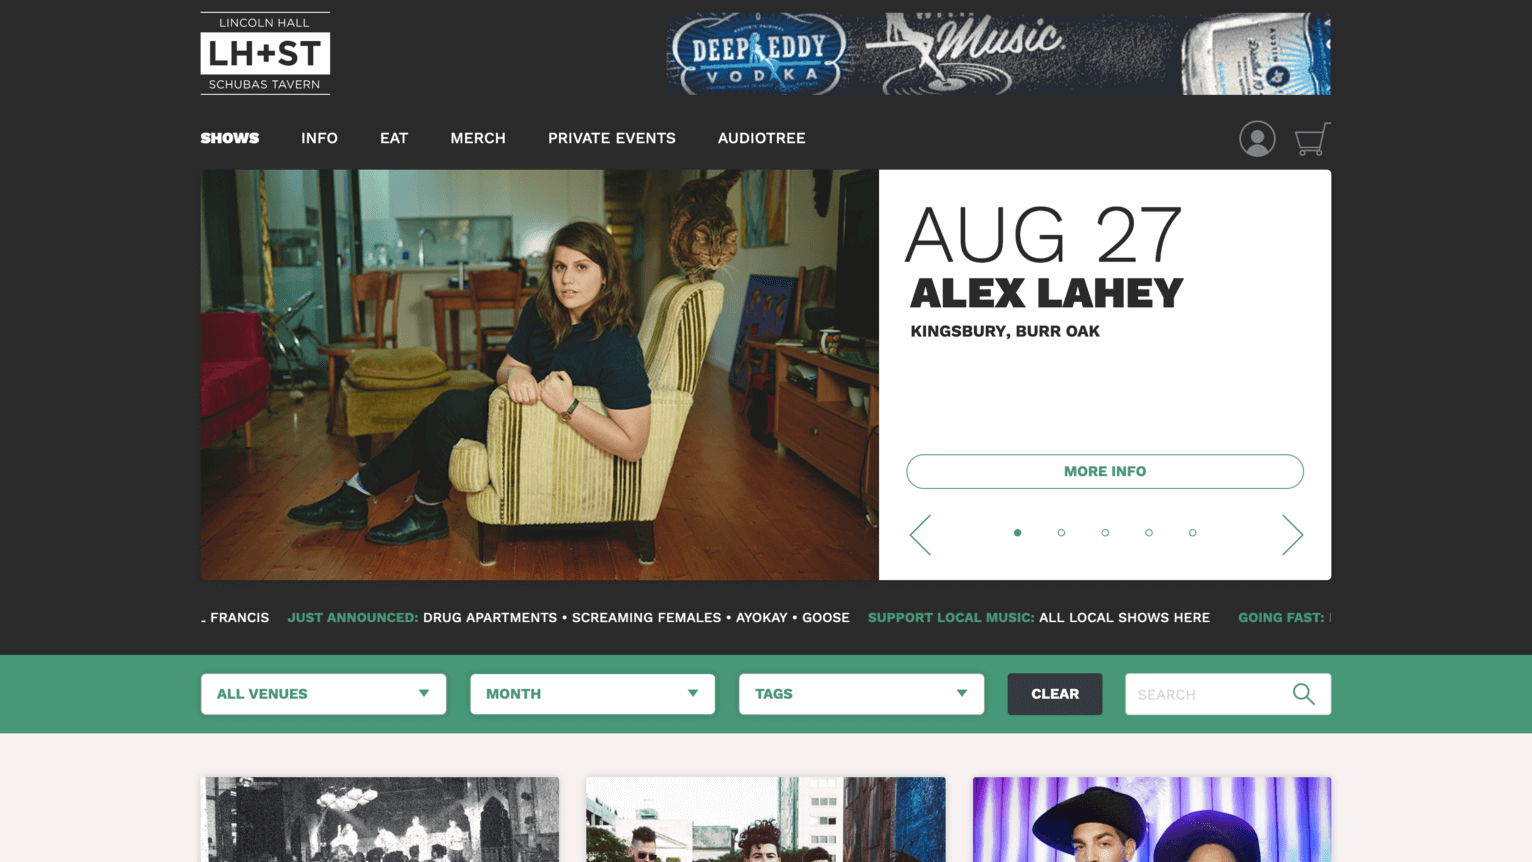 LINCOLN HALL
LH+ST
SCHUBAS TAVERN
DEEP EDDY
VODKA
Music.
SHOWS INFO EAT MERCH PRIVATE EVENTS AUDIOTREE
AUG 27
ALEX LAHEY
KINGSBURY, BURR OAK
MORE INFO
FRANCIS JUST ANNOUNCED: DRUG APARTMENTS • SCREAMING FEMALES • AYOKAY • GOOSE SUPPORT LOCAL MUSIC: ALL LOCAL SHOWS HERE GOING FAST:
ALL VENUES MONTH TAGS CLEAR SEARCH